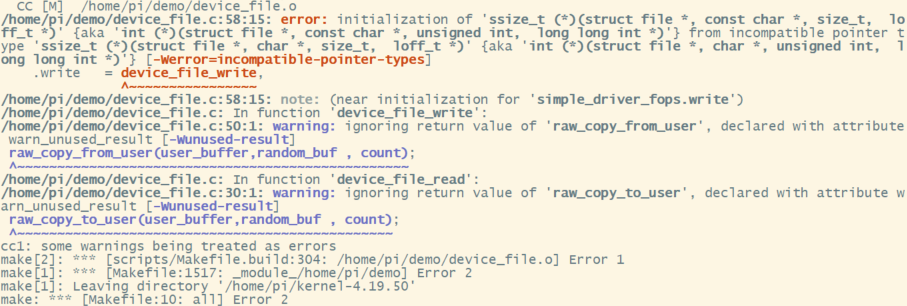 CC [M]  /home/pi/demo/device_file.o
/home/pi/demo/device_file.c:58:15: error: initialization of 'ssize_t (*)(struct file *, const char *, size_t,  lo
ff_t *)' {aka 'int (*)(struct file *, const char *, unsigned int,  long long int *)'} from incompatible pointer t
ype 'ssize_t (*)(struct file *, char *, size_t,  loff_t *)' {aka 'int (*)(struct file *, char *, unsigned int,  l
ong long int *)'} [-Werror=incompatible-pointer-types]
    .write   = device_file_write,
               ^~~~~~~~~~~~~~~~~
/home/pi/demo/device_file.c:58:15: note: (near initialization for 'simple_driver_fops.write')
/home/pi/demo/device_file.c: In function 'device_file_write':
/home/pi/demo/device_file.c:50:1: warning: ignoring return value of 'raw_copy_from_user', declared with attribute
 warn_unused_result [-Wunused-result]
 raw_copy_from_user(user_buffer,random_buf , count);
 ^~~~~~~~~~~~~~~~~~~~~~~~~~~~~~~~~~~~~~~~~~~~~~~~~~
/home/pi/demo/device_file.c: In function 'device_file_read':
/home/pi/demo/device_file.c:30:1: warning: ignoring return value of 'raw_copy_to_user', declared with attribute w
arn_unused_result [-Wunused-result]
 raw_copy_to_user(user_buffer,random_buf , count);
 ^~~~~~~~~~~~~~~~~~~~~~~~~~~~~~~~~~~~~~~~~~~~~~~~
cc1: some warnings being treated as errors
make[2]: *** [scripts/Makefile.build:304: /home/pi/demo/device_file.o] Error 1
make[1]: *** [Makefile:1517: _module_/home/pi/demo] Error 2
make[1]: Leaving directory '/home/pi/kernel-4.19.50'
make: *** [Makefile:10: all] Error 2